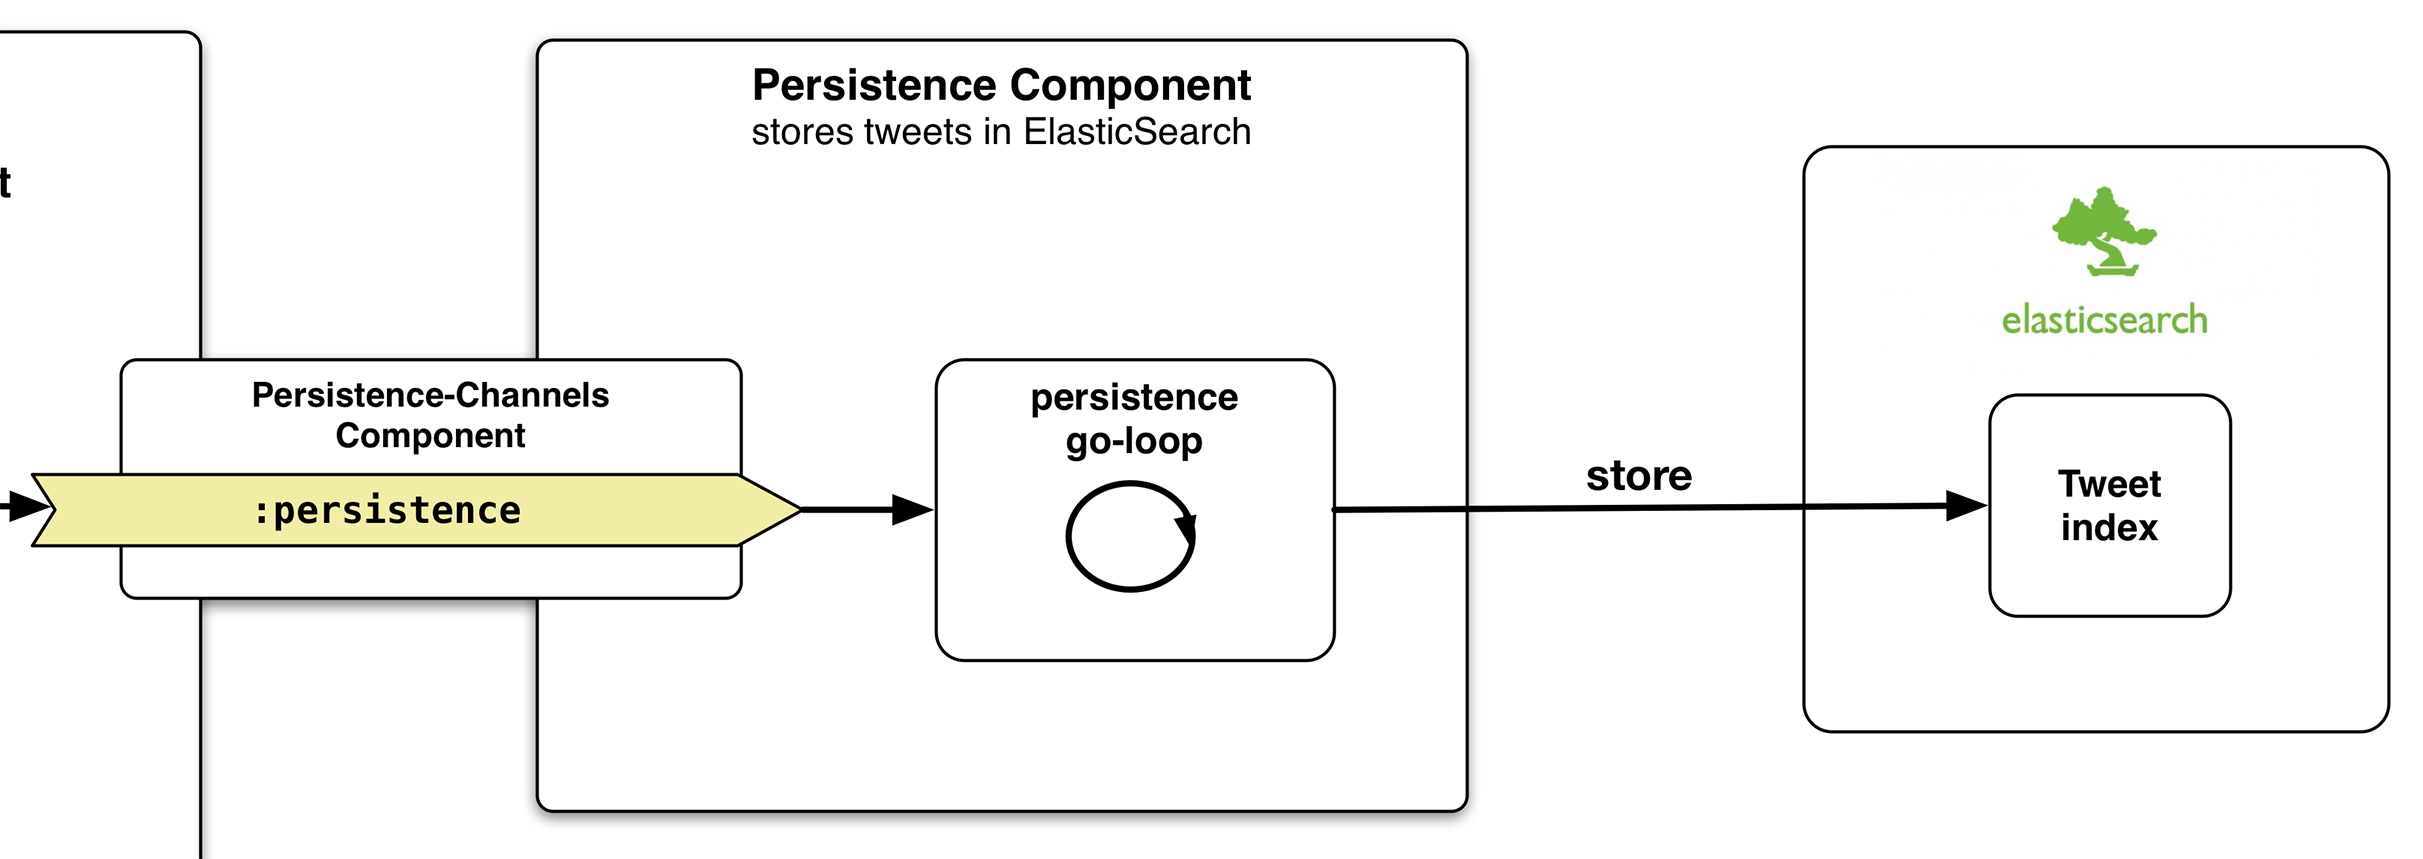 Persistence Component
stores tweets in ElasticSearch
t
elasticsearch
Persistence-Channels
Component
:persistence
persistence
go-loop
store
Tweet
index